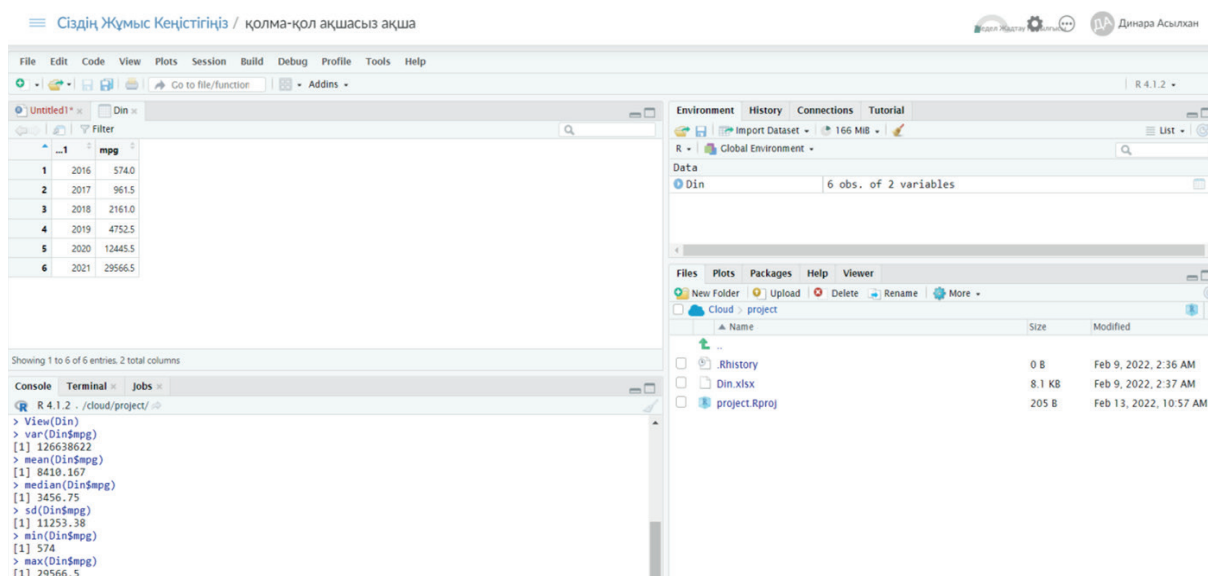 Сіздің Жұмыс Кеңістігіңіз / қолма-қол ақшасыз ақша
ДА Динара Асылхан
File Edit Code View Plots Session Build Debug Profile Tools Help
Go to file/function Addins R 4.1.2
Untitled1* Din
Filter
...1 mpg
1 2016 574.0
2 2017 961.5
3 2018 2161.0
4 2019 4752.5
5 2020 12445.5
6 2021 29566.5
Showing 1 to 6 of 6 entries, 2 total columns
Console Terminal Jobs
R 4.1.2 . /cloud/project/
> View(Din)
> var(Din$mpg)
[1] 126638622
> mean(Din$mpg)
[1] 8410.167
> median(Din$mpg)
[1] 3456.75
> sd(Din$mpg)
[1] 11253.38
> min(Din$mpg)
[1] 574
> max(Din$mpg)
[1] 29566.5
Environment History Connections Tutorial
Import Dataset 166 MiB List
R Global Environment
Data
Din 6 obs. of 2 variables
Files Plots Packages Help Viewer
New Folder Upload Delete Rename More
Cloud > project
Name Size Modified
..
.Rhistory 0 B Feb 9, 2022, 2:36 AM
Din.xlsx 8.1 KB Feb 9, 2022, 2:37 AM
project.Rproj 205 B Feb 13, 2022, 10:57 AM